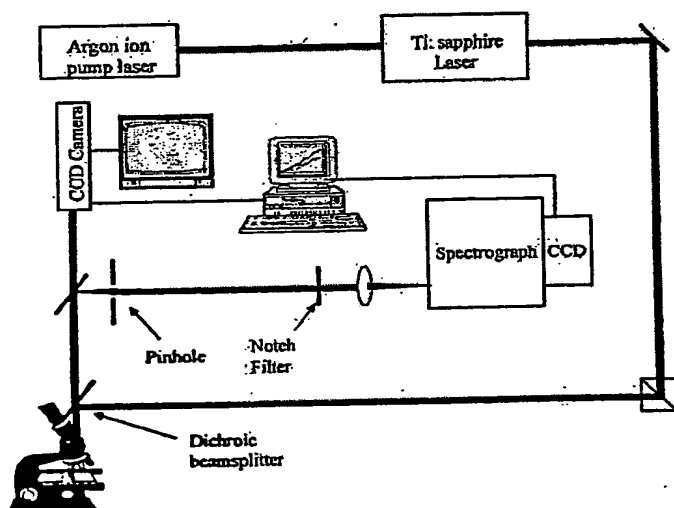 Argon ion
pump laser
Ti: sapphire
Laser
CCD Camera
Spectrograph
CCD
Pinhole
Notch
Filter
Dichroic
beamsplitter